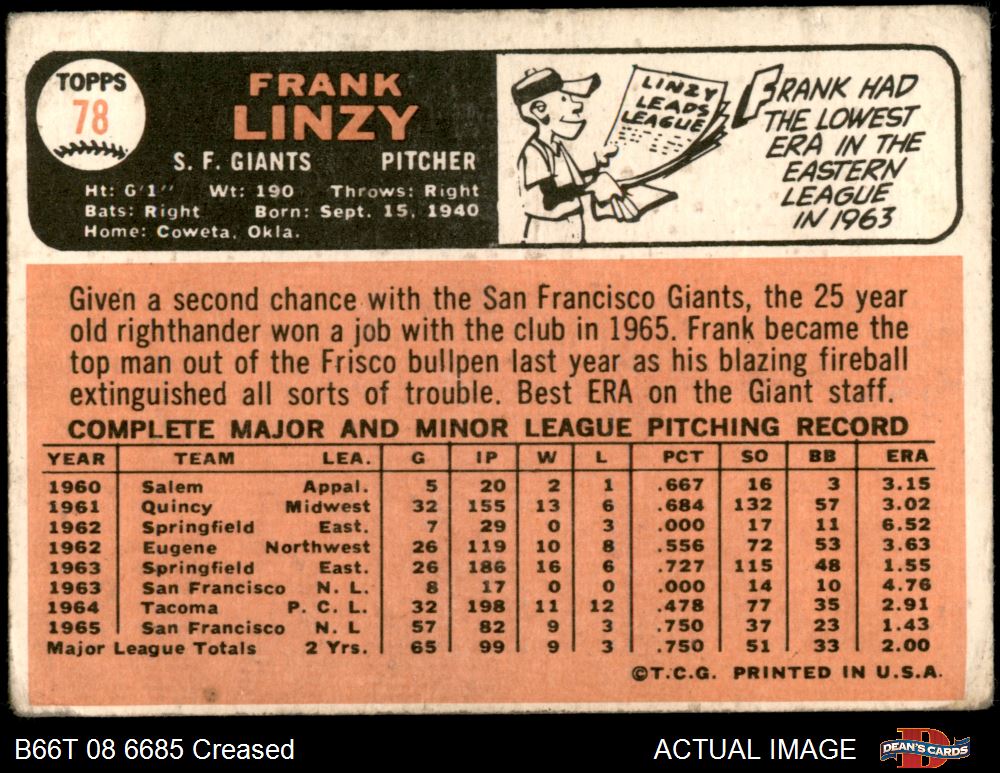 TOPPS
78
FRANK
LINZY
S. F. GIANTS PITCHER
Ht: 6'1" Wt: 190 Throws: Right
Bats: Right Born: Sept. 15, 1940
Home: Coweta, Okla.
LINZY
LEADS
LEAGUE
FRANK HAD
THE LOWEST
ERA IN THE
EASTERN
LEAGUE
IN 1963
Given a second chance with the San Francisco Giants, the 25 year
old righthander won a job with the club in 1965. Frank became the
top man out of the Frisco bullpen last year as his blazing fireball
extinguished all sorts of trouble. Best ERA on the Giant staff.
COMPLETE MAJOR AND MINOR LEAGUE PITCHING RECORD
YEAR TEAM LEA. G IP W L PCT SO BB ERA
1960 Salem Appal. 5 20 2 1 .667 16 3 3.15
1961 Quincy Midwest 32 155 13 6 .684 132 57 3.02
1962 Springfield East. 7 29 0 3 .000 17 11 6.52
1962 Eugene Northwest 26 119 10 8 .556 72 53 3.63
1963 Springfield East. 26 186 16 6 .727 115 48 1.55
1963 San Francisco N. L. 8 17 0 0 .000 14 10 4.76
1964 Tacoma P. C. L. 32 198 11 12 .478 77 35 2.91
1965 San Francisco N. L 57 82 9 3 .750 37 23 1.43
Major League Totals 2 Yrs. 65 99 9 3 .750 51 33 2.00
©T.C.G. PRINTED IN U.S.A.
B66T 08 6685 Creased ACTUAL IMAGE
DEAN'S CARDS